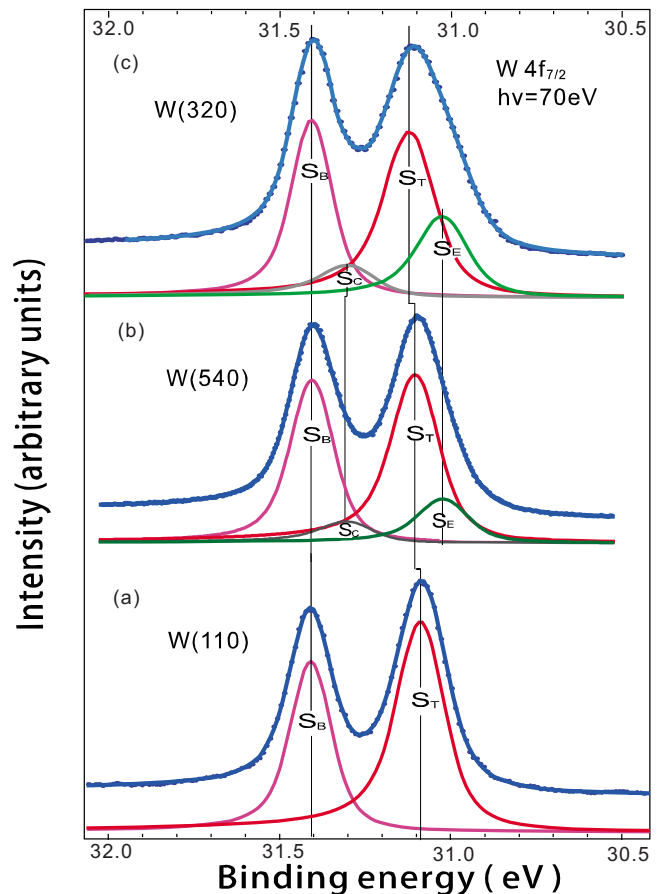 32.0 31.5 31.0 30.5
(c)
W 4f7/2
hν=70eV
W(320)
SB
ST
SE
SC
(b)
W(540)
SB
ST
SC
SE
(a)
W(110)
SB
ST
32.0 31.5 31.0 30.5
Binding energy ( eV )
Intensity (arbitrary units)